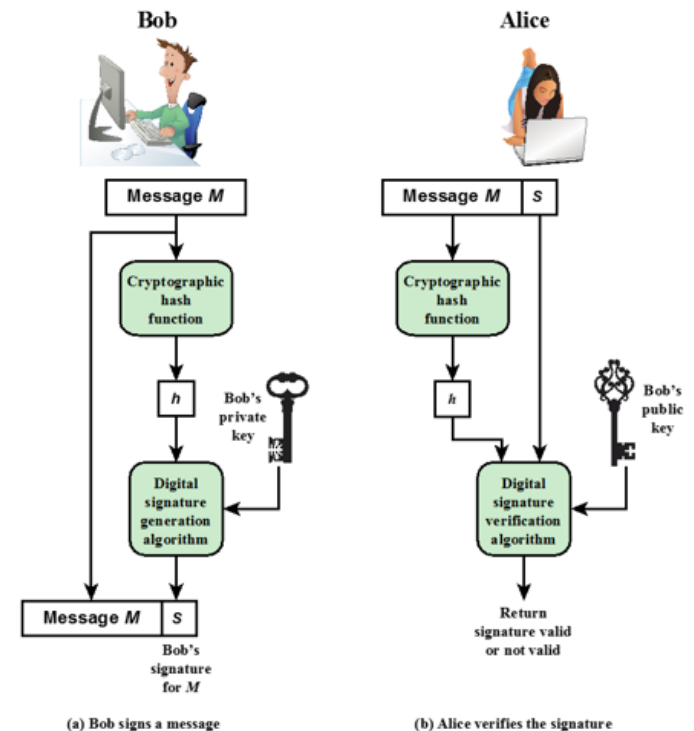 Bob
Alice
Message M
Cryptographic
hash
function
h
Bob's
private
key
Digital
signature
generation
algorithm
Message M S
Bob's
signature
for M
(a) Bob signs a message
Message M S
Cryptographic
hash
function
h
Bob's
public
key
Digital
signature
verification
algorithm
Return
signature valid
or not valid
(b) Alice verifies the signature